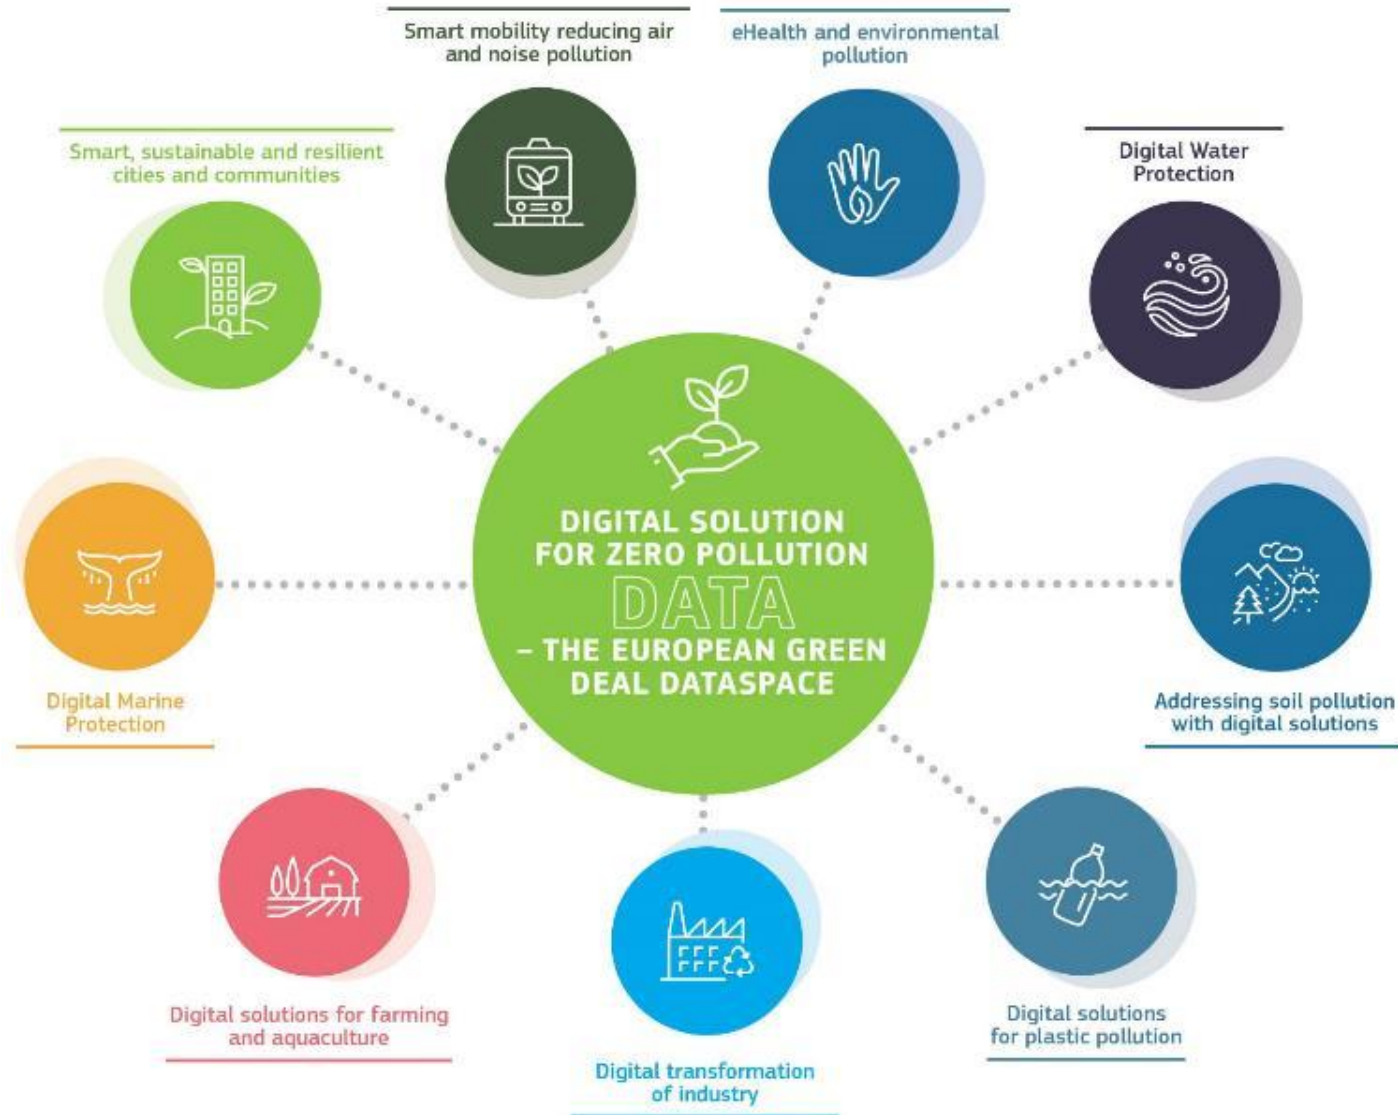 Smart mobility reducing air
and noise pollution
eHealth and environmental
pollution
Smart, sustainable and resilient
cities and communities
Digital Water
Protection
DIGITAL SOLUTION
FOR ZERO POLLUTION
DATA
– THE EUROPEAN GREEN
DEAL DATASPACE
Digital Marine
Protection
Addressing soil pollution
with digital solutions
Digital solutions for farming
and aquaculture
Digital solutions
for plastic pollution
Digital transformation
of industry